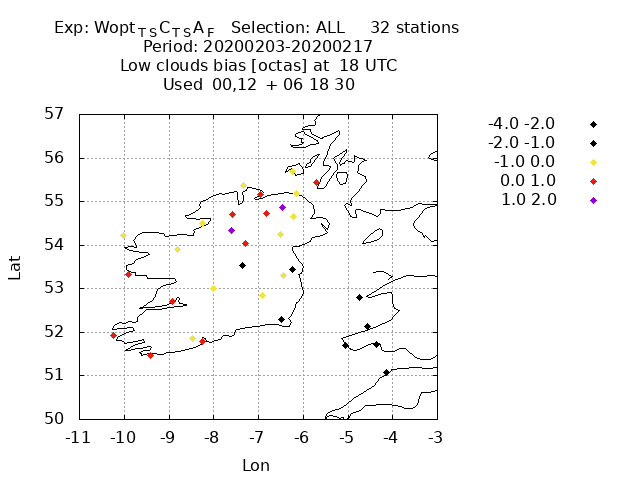 Exp: Wopt_TS C_TS A_F   Selection: ALL     32 stations
Period: 20200203-20200217
Low clouds bias [octas] at  18 UTC
Used  00,12  + 06 18 30
-4.0 -2.0
-2.0 -1.0
-1.0 0.0
0.0 1.0
1.0 2.0
57
56
55
54
53
52
51
50
Lat
-11 -10 -9 -8 -7 -6 -5 -4 -3
Lon